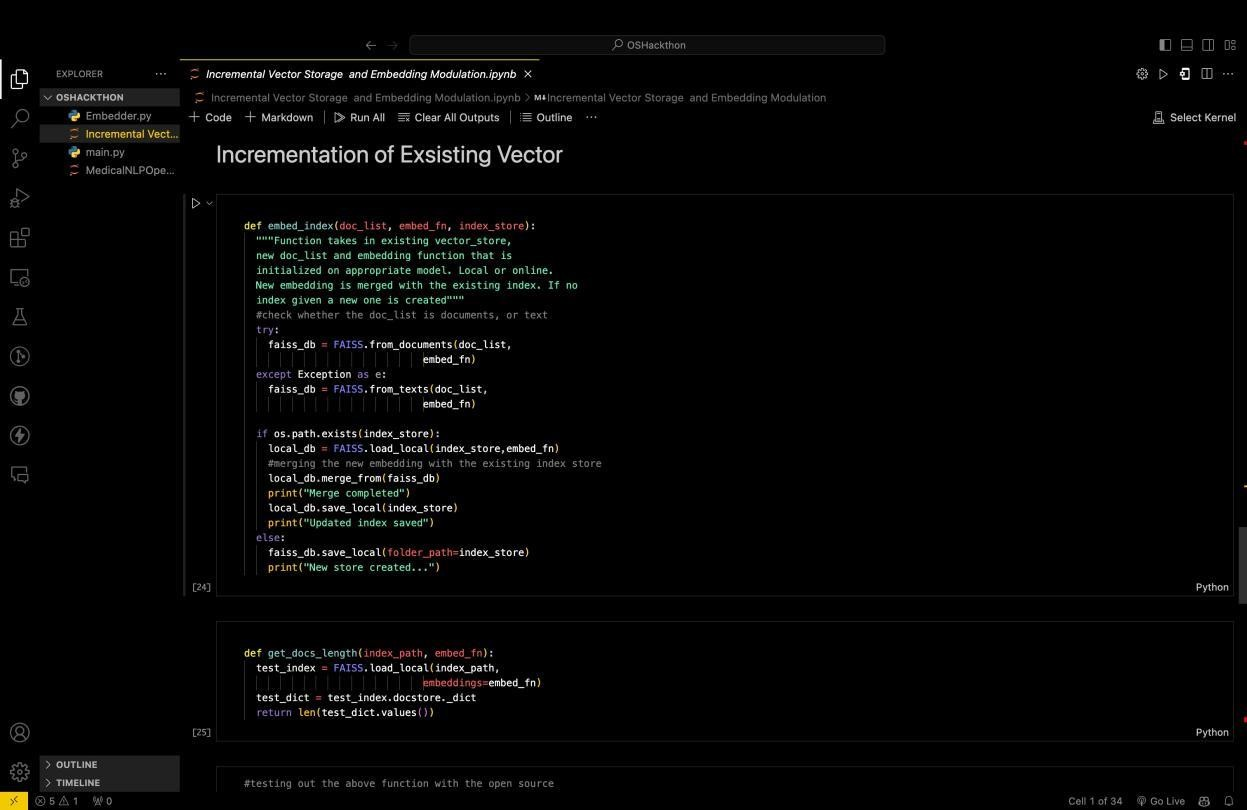 OSHackthon
EXPLORER
Incremental Vector Storage  and Embedding Modulation.ipynb
OSHACKTHON
Embedder.py
Incremental Vect...
main.py
MedicalNLPOpe...
Incremental Vector Storage  and Embedding Modulation.ipynb > M↓Incremental Vector Storage  and Embedding Modulation
+ Code + Markdown Run All Clear All Outputs Outline ... Select Kernel
Incrementation of Exsisting Vector
def embed_index(doc_list, embed_fn, index_store):
"""Function takes in existing vector_store,
new doc_list and embedding function that is
initialized on appropriate model. Local or online.
New embedding is merged with the existing index. If no
index given a new one is created"""
#check whether the doc_list is documents, or text
try:
faiss_db = FAISS.from_documents(doc_list,
embed_fn)
except Exception as e:
faiss_db = FAISS.from_texts(doc_list,
embed_fn)
if os.path.exists(index_store):
local_db = FAISS.load_local(index_store,embed_fn)
#merging the new embedding with the existing index store
local_db.merge_from(faiss_db)
print("Merge completed")
local_db.save_local(index_store)
print("Updated index saved")
else:
faiss_db.save_local(folder_path=index_store)
print("New store created...")
[24]
Python
def get_docs_length(index_path, embed_fn):
test_index = FAISS.load_local(index_path,
embeddings=embed_fn)
test_dict = test_index.docstore._dict
return len(test_dict.values())
[25]
Python
#testing out the above function with the open source
OUTLINE
TIMELINE
5 1 0
Cell 1 of 34 Go Live